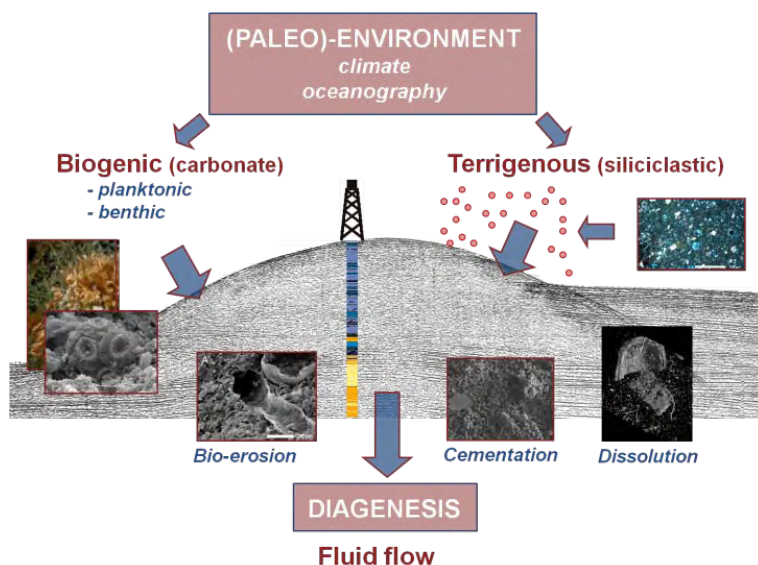 (PALEO)-ENVIRONMENT
climate
oceanography
Biogenic (carbonate)
- planktonic
- benthic
Terrigenous (siliciclastic)
Bio-erosion
Cementation
Dissolution
DIAGENESIS
Fluid flow